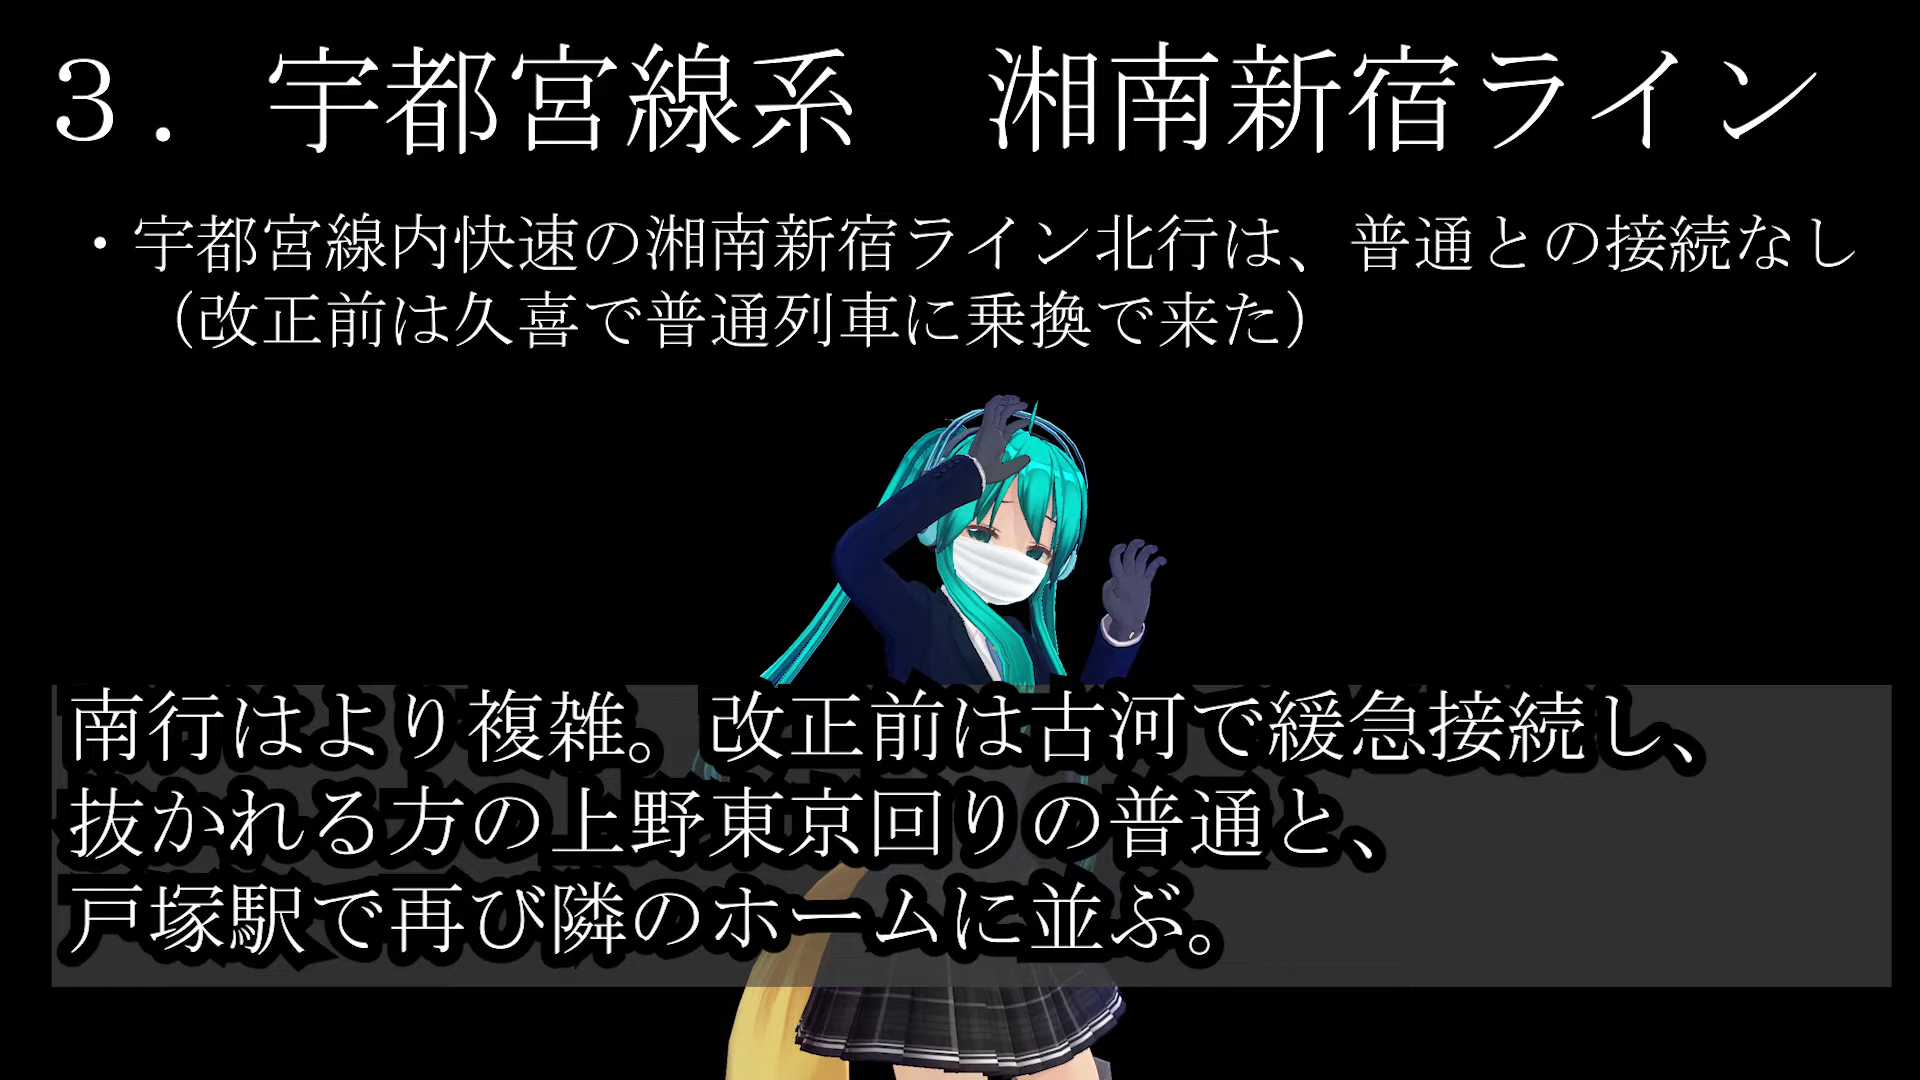 ３．宇都宮線系　湘南新宿ライン
・宇都宮線内快速の湘南新宿ライン北行は、普通との接続なし
（改正前は久喜で普通列車に乗換で来た）
南行はより複雑。改正前は古河で緩急接続し、
抜かれる方の上野東京回りの普通と、
戸塚駅で再び隣のホームに並ぶ。